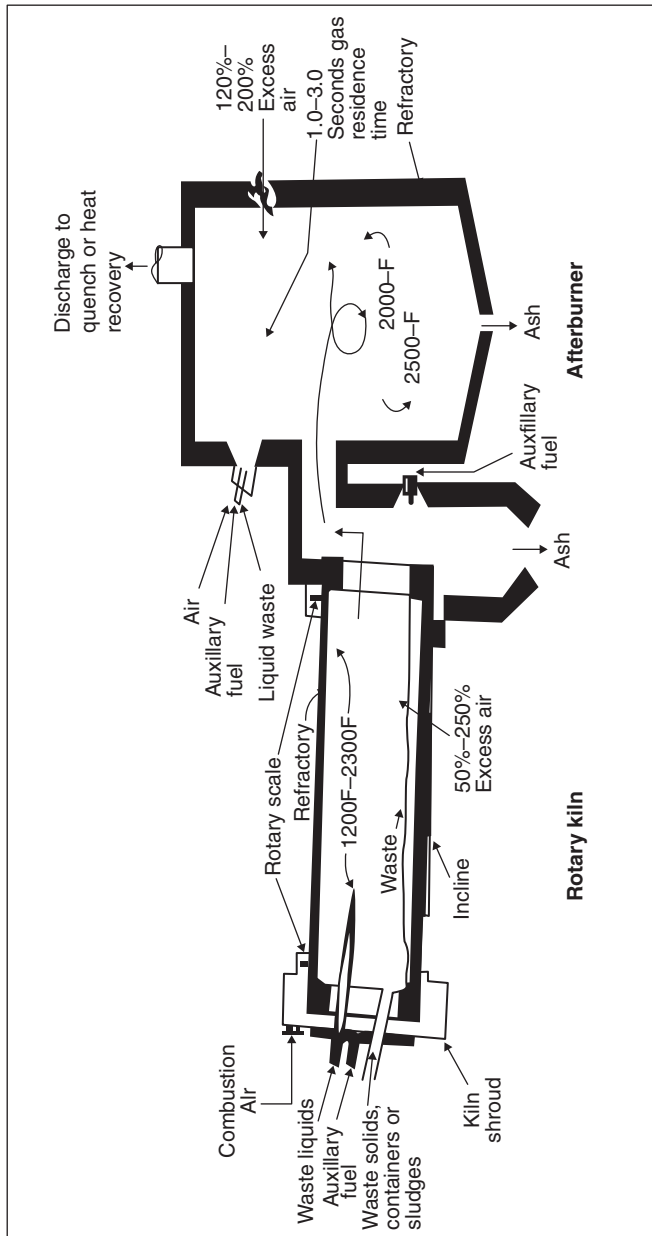 Combustion
AIr
Waste liquids
Auxillary
fuel
Waste solids,
containers or
sludges
Kiln
shroud
Rotary scale
Refractory
1200F–2300F
Waste
Incline
50%–250%
Excess air
Rotary kiln
Air
Auxillary
fuel
Liquid waste
Discharge to
quench or heat
recovery
120%–
200%
Excess
air
1.0–3.0
Seconds gas
residence
time
Refractory
2000–F
2500–F
Auxfillary
fuel
Ash
Ash
Afterburner